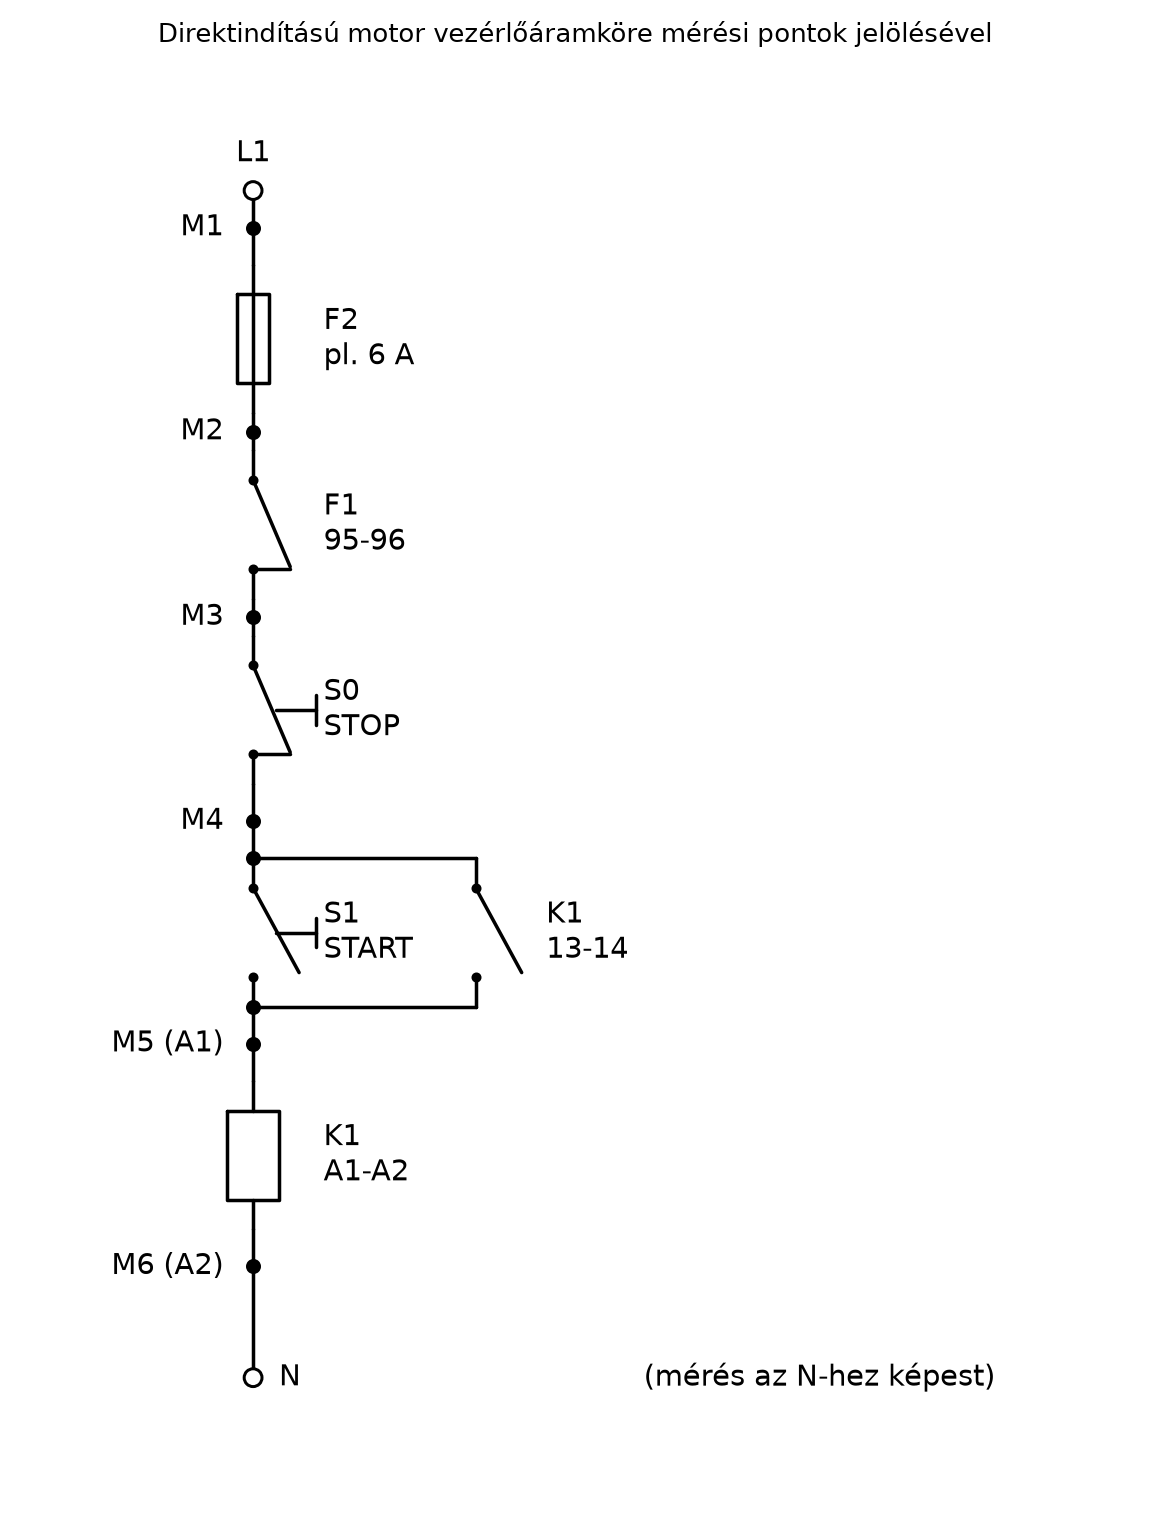 Direktindítású motor vezérlőáramköre mérési pontok jelölésével
L1
M1
F2
pl. 6 A
M2
F1
95-96
M3
S0
STOP
M4
S1
START
K1
13-14
M5 (A1)
K1
A1-A2
M6 (A2)
N
(mérés az N-hez képest)